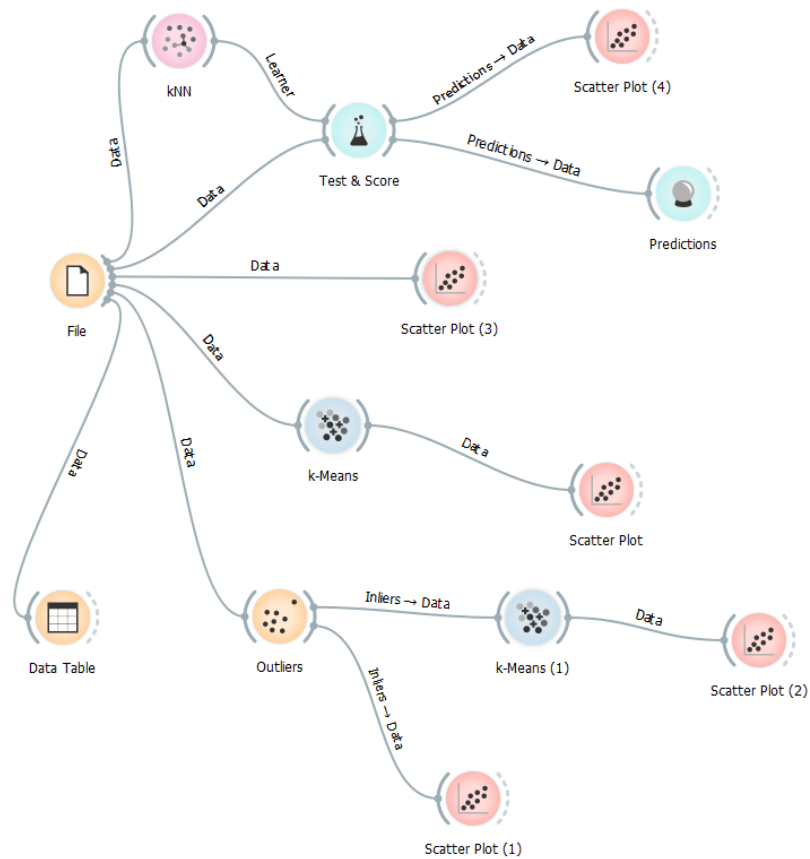 kNN
Learner
Data
Predictions → Data
Scatter Plot (4)
Test & Score
Predictions → Data
Predictions
Data
Data
Scatter Plot (3)
File
Data
k-Means
Data
Scatter Plot
Data
Data
Data Table
Outliers
Inliers → Data
k-Means (1)
Data
Scatter Plot (2)
Inliers → Data
Scatter Plot (1)